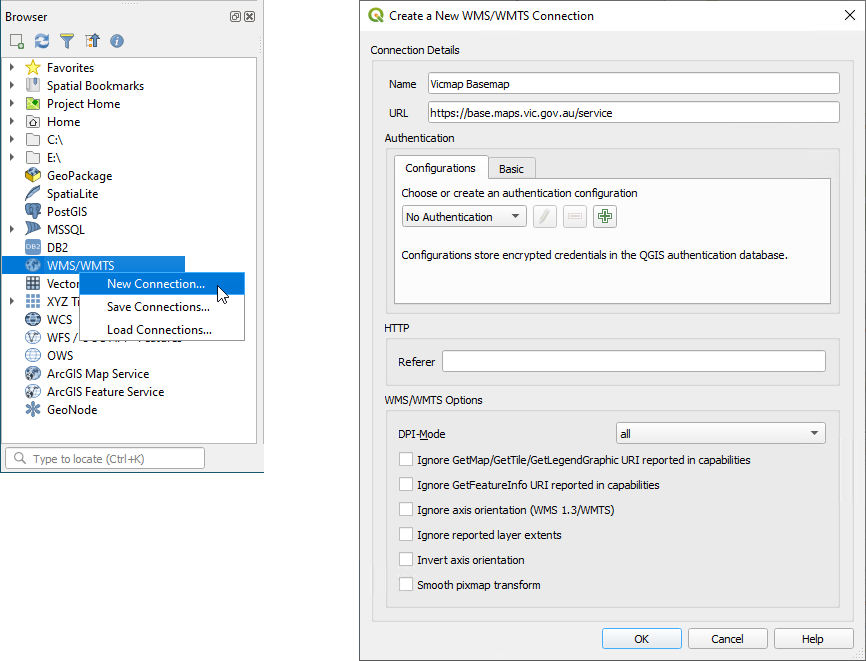 Browser
Favorites
Spatial Bookmarks
Project Home
Home
C:\
E:\
GeoPackage
SpatiaLite
PostGIS
MSSQL
DB2
DB2
WMS/WMTS
New Connection...
Vector
Save Connections...
XYZ Ti
Load Connections...
WCS
WFS /
OWS
ArcGIS Map Service
ArcGIS Feature Service
GeoNode
Type to locate (Ctrl+K)
Create a New WMS/WMTS Connection
Connection Details
Name Vicmap Basemap
URL https://base.maps.vic.gov.au/service
Authentication
Configurations Basic
Choose or create an authentication configuration
No Authentication
Configurations store encrypted credentials in the QGIS authentication database.
HTTP
Referer
WMS/WMTS Options
DPI-Mode all
Ignore GetMap/GetTile/GetLegendGraphic URI reported in capabilities
Ignore GetFeatureInfo URI reported in capabilities
Ignore axis orientation (WMS 1.3/WMTS)
Ignore reported layer extents
Invert axis orientation
Smooth pixmap transform
OK Cancel Help